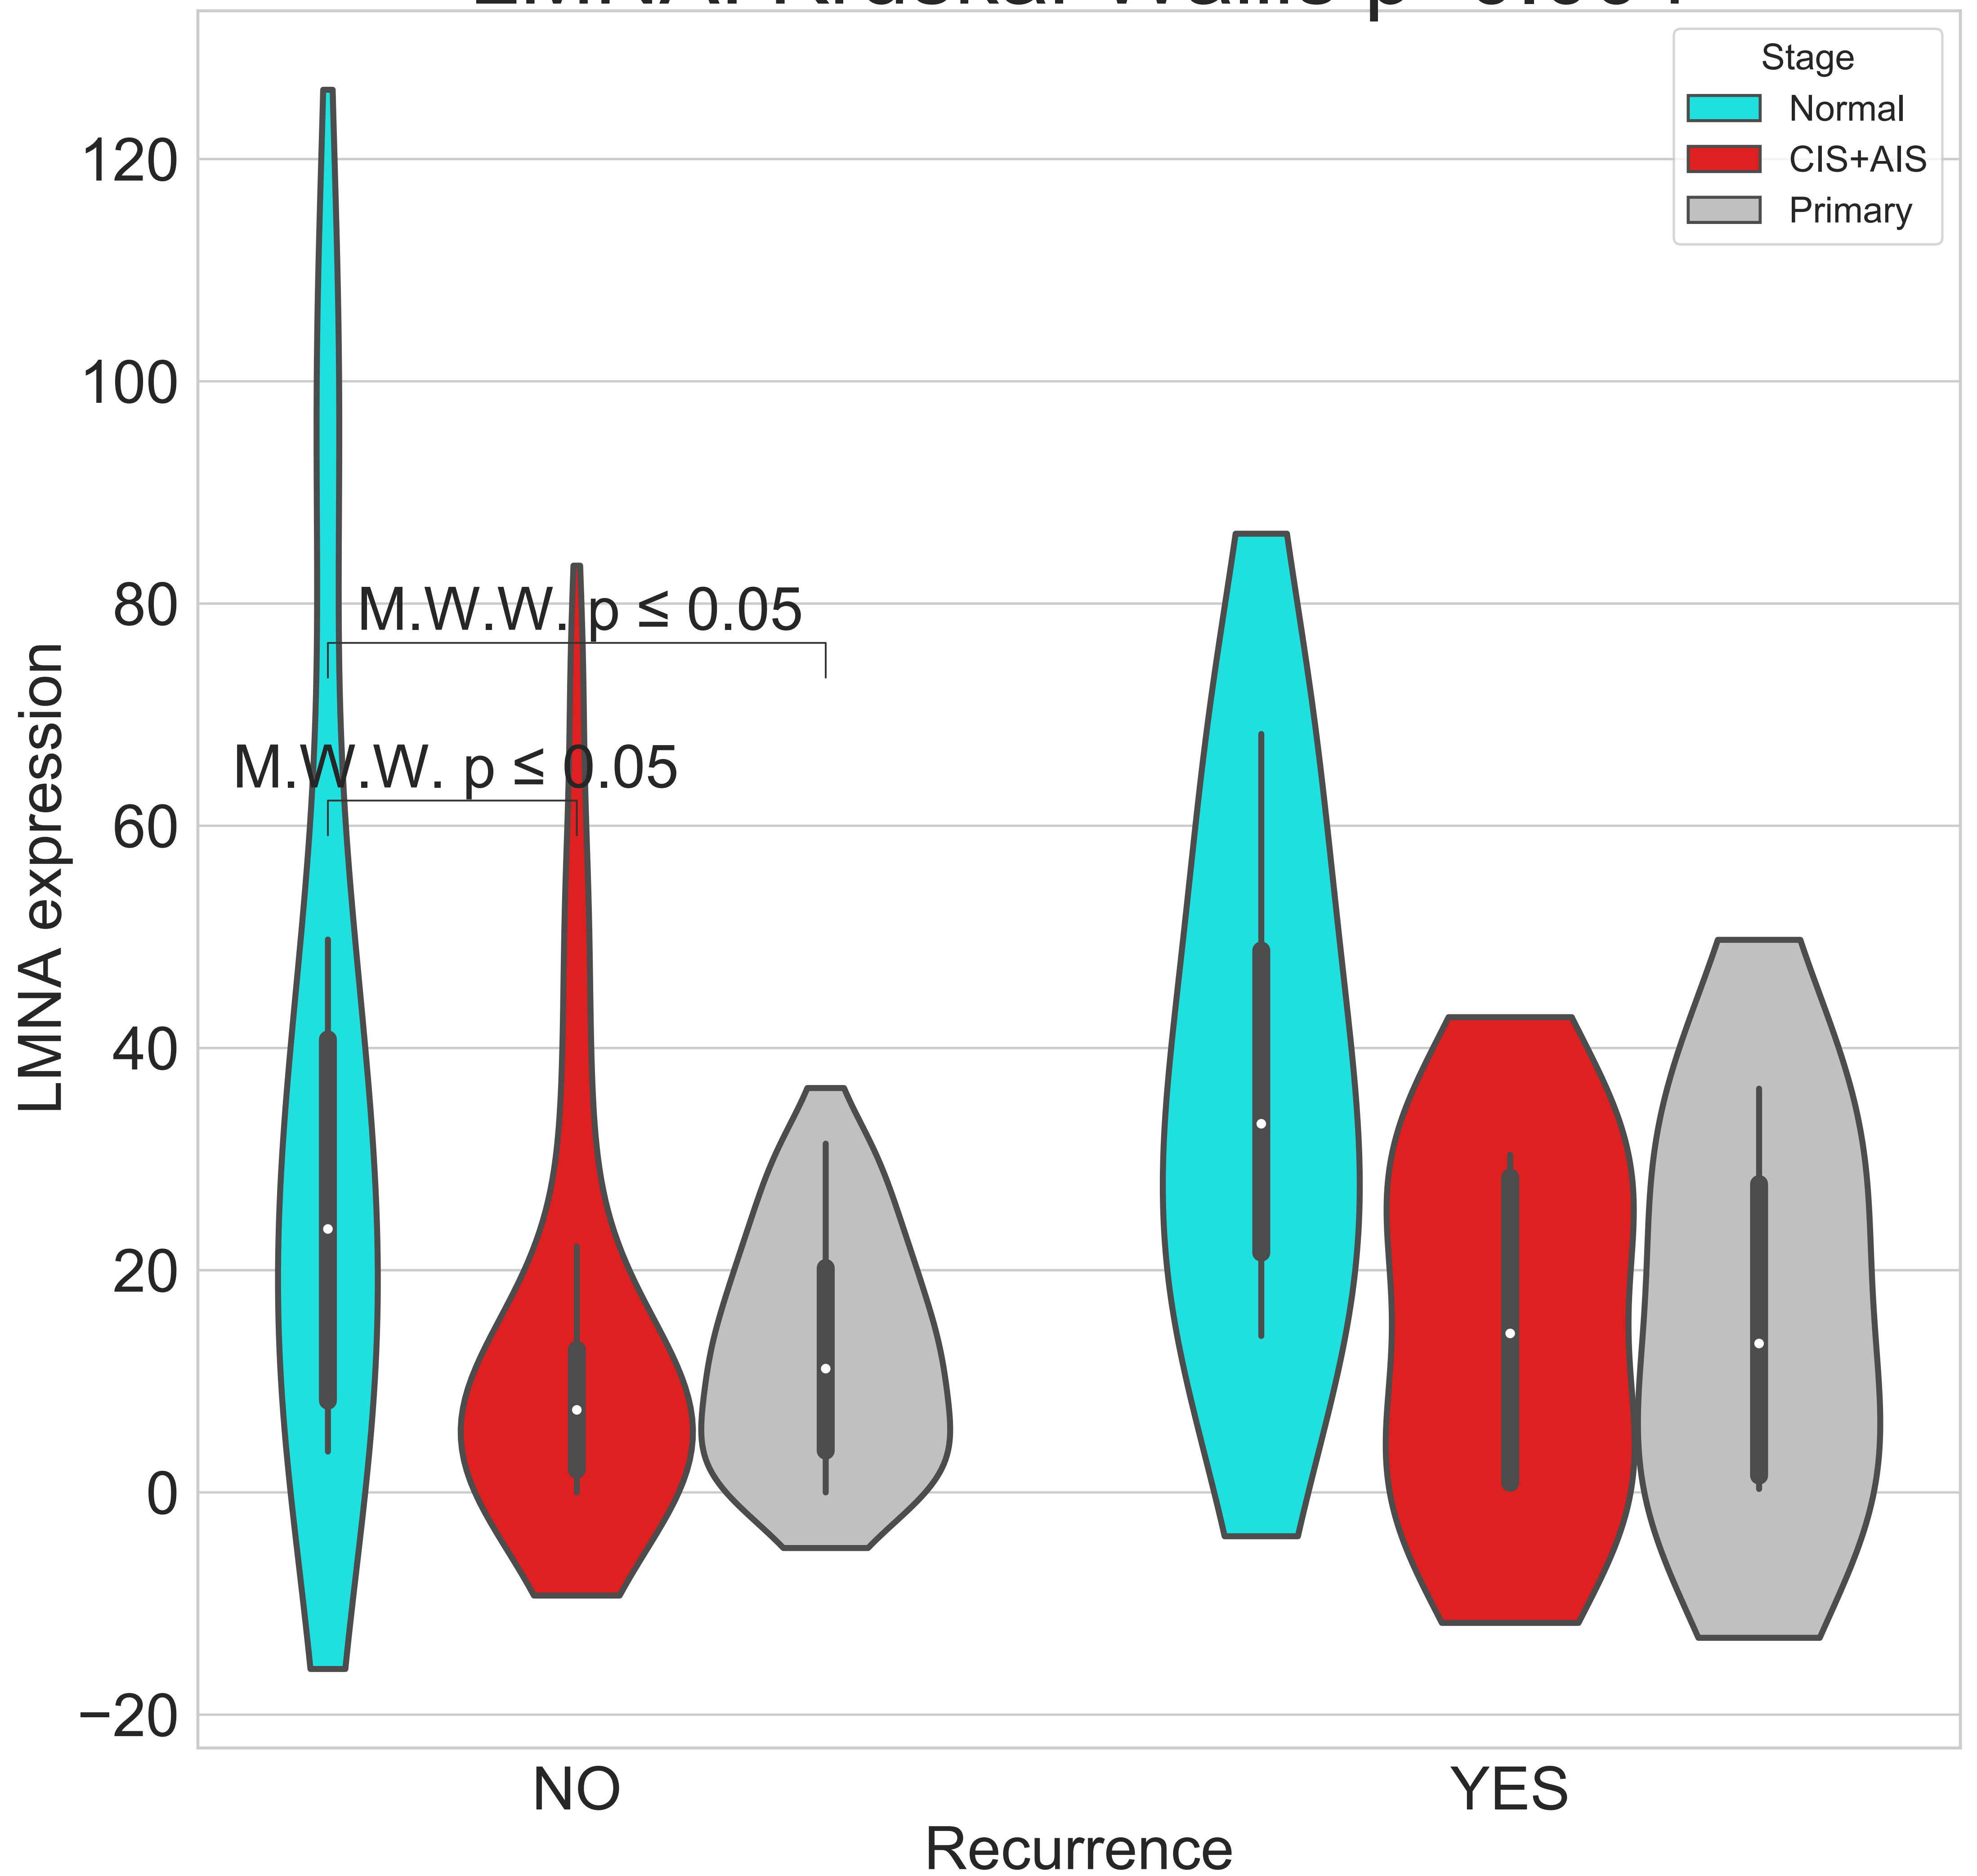 Stage
Normal
CIS+AIS
Primary
120
100
80
60
40
20
0
−20
LMNA expression
M.W.W. p ≤ 0.05
M.W.W. p ≤ 0.05
NO
YES
Recurrence